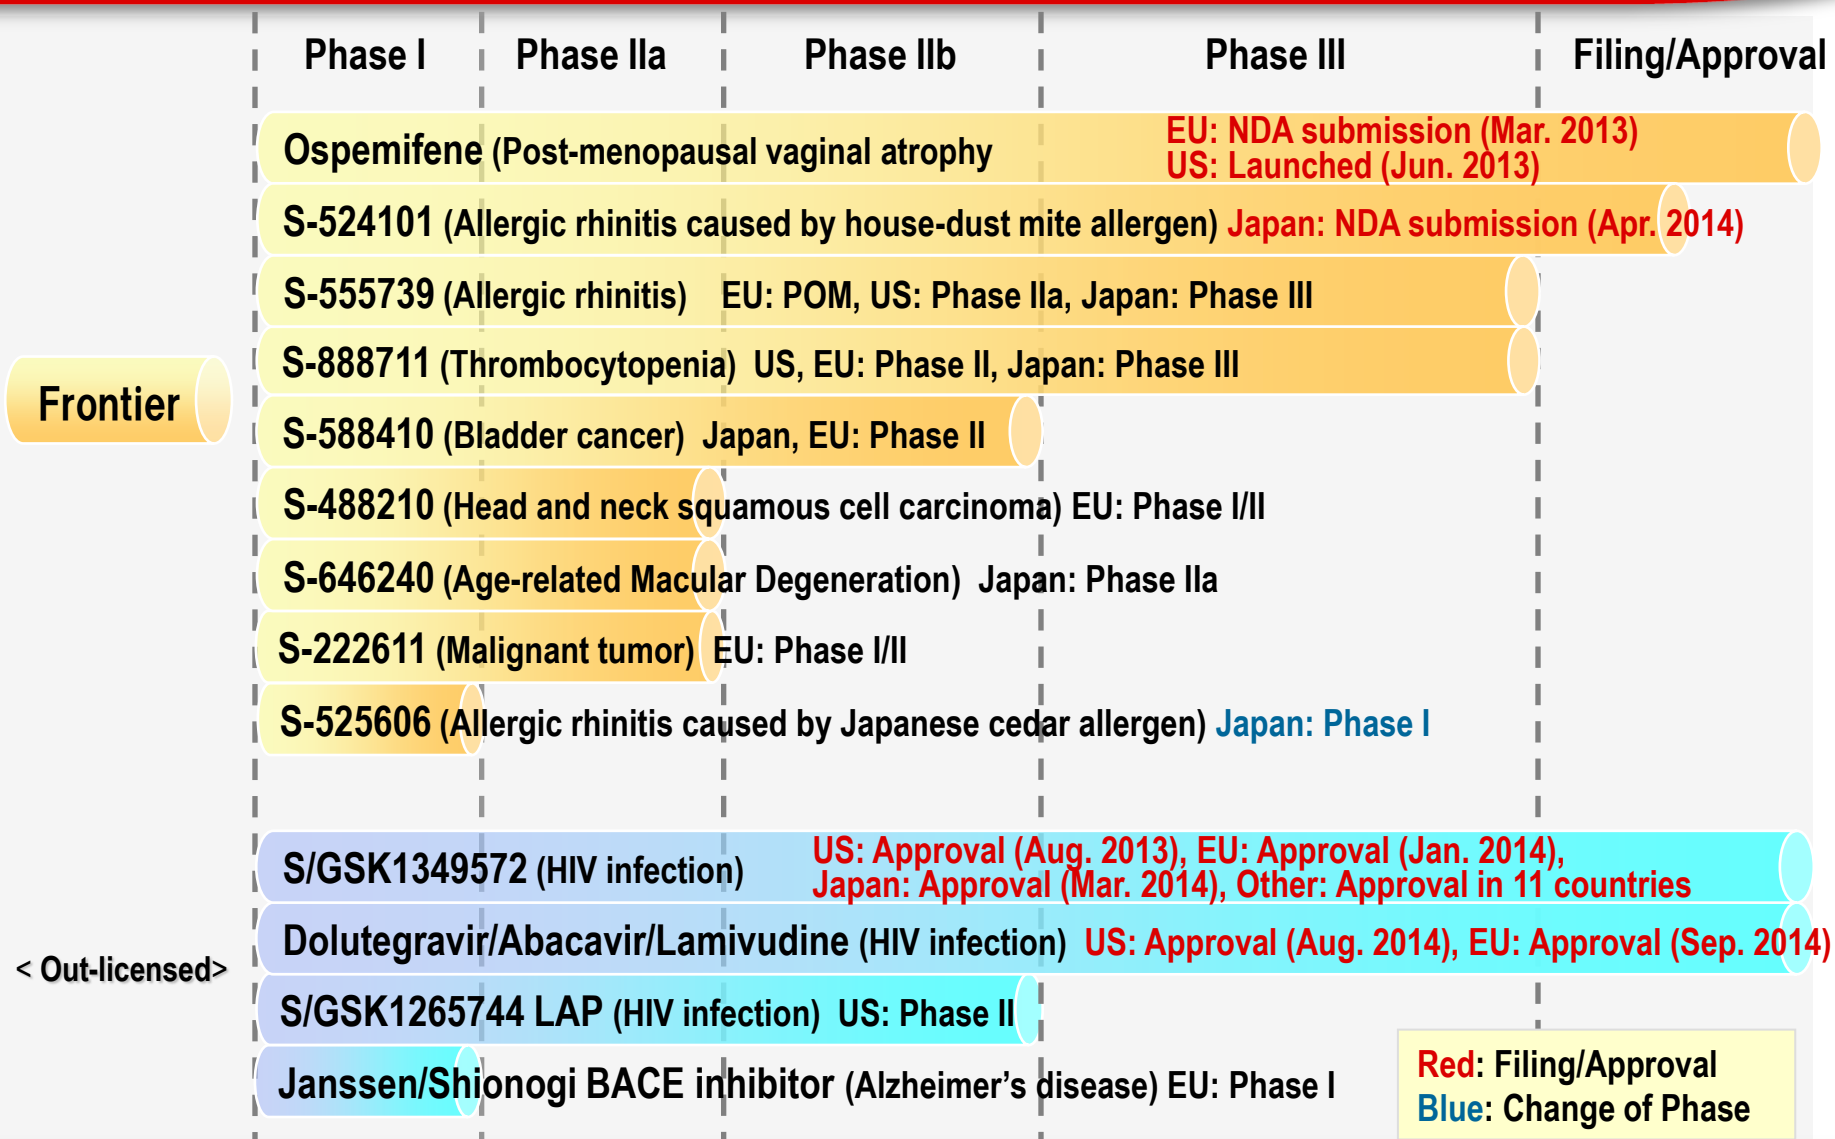 Phase I Phase IIa Phase IIb Phase III Filing/Approval
Ospemifene (Post-menopausal vaginal atrophy
EU: NDA submission (Mar. 2013)
US: Launched (Jun. 2013)
S-524101 (Allergic rhinitis caused by house-dust mite allergen) Japan: NDA submission (Apr. 2014)
S-555739 (Allergic rhinitis) EU: POM, US: Phase IIa, Japan: Phase III
S-888711 (Thrombocytopenia) US, EU: Phase II, Japan: Phase III
Frontier
S-588410 (Bladder cancer) Japan, EU: Phase II
S-488210 (Head and neck squamous cell carcinoma) EU: Phase I/II
S-646240 (Age-related Macular Degeneration) Japan: Phase IIa
S-222611 (Malignant tumor) EU: Phase I/II
S-525606 (Allergic rhinitis caused by Japanese cedar allergen) Japan: Phase I
S/GSK1349572 (HIV infection)
US: Approval (Aug. 2013), EU: Approval (Jan. 2014),
Japan: Approval (Mar. 2014), Other: Approval in 11 countries
Dolutegravir/Abacavir/Lamivudine (HIV infection) US: Approval (Aug. 2014), EU: Approval (Sep. 2014)
< Out-licensed>
S/GSK1265744 LAP (HIV infection) US: Phase II
Janssen/Shionogi BACE inhibitor (Alzheimer's disease) EU: Phase I
Red: Filing/Approval
Blue: Change of Phase